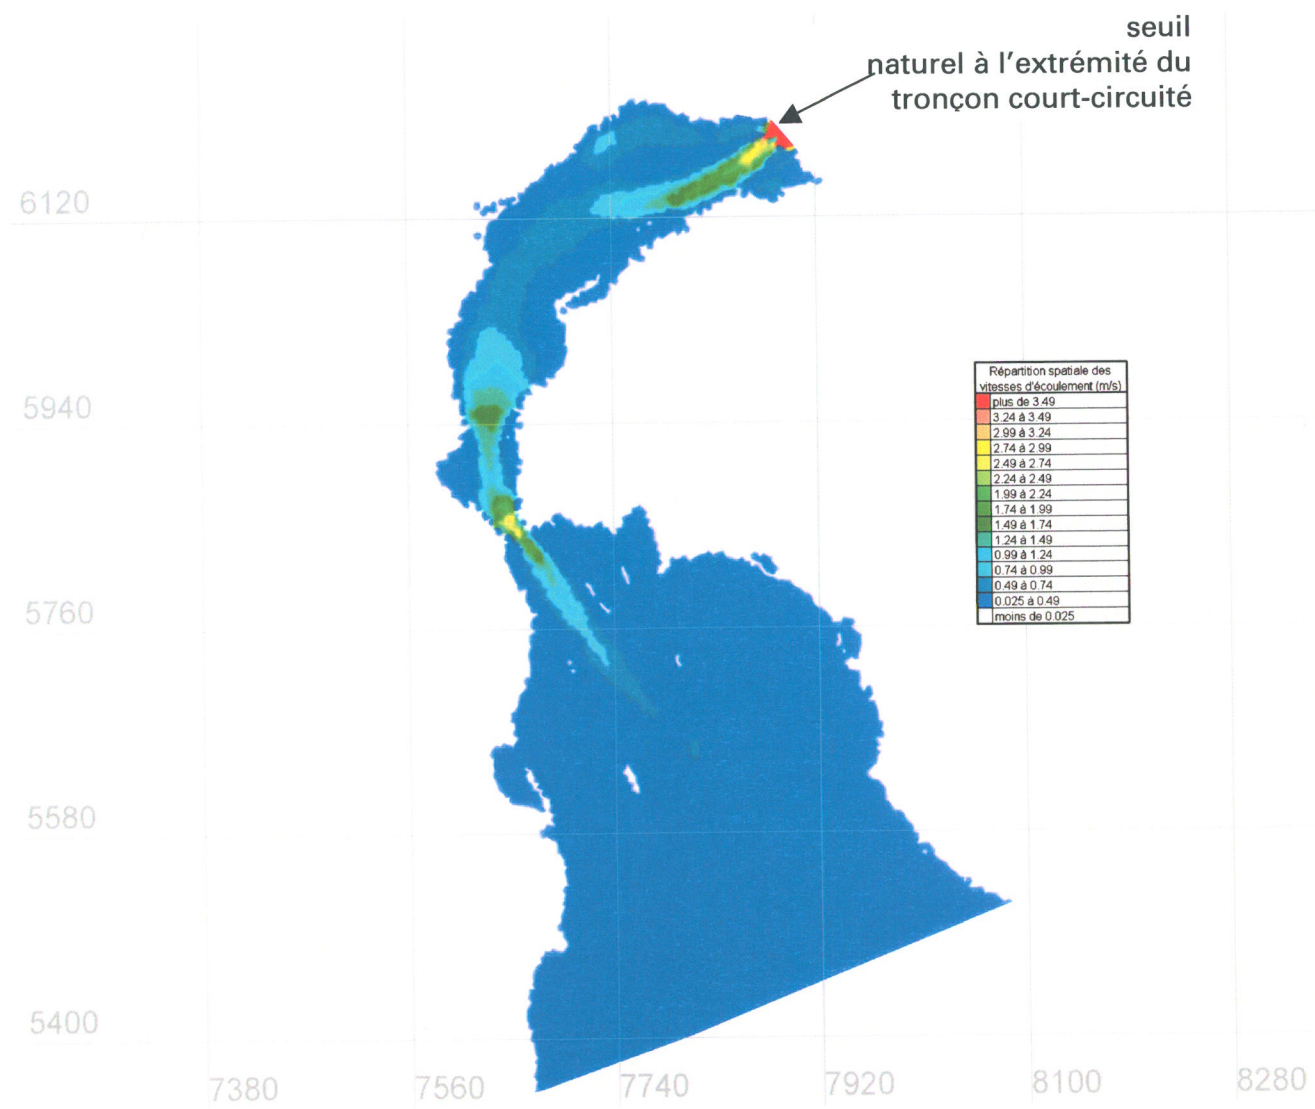 seuil
naturel à l'extrémité du
tronçon court-circuité
6120
5940
5760
5580
5400
7380
7560
7740
7920
8100
8280
Répartition spatiale des
vitesses d'écoulement (m/s)
plus de 3.49
3.24 à 3.49
2.99 à 3.24
2.74 à 2.99
2.49 à 2.74
2.24 à 2.49
1.99 à 2.24
1.74 à 1.99
1.49 à 1.74
1.24 à 1.49
0.99 à 1.24
0.74 à 0.99
0.49 à 0.74
0.025 à 0.49
moins de 0.025